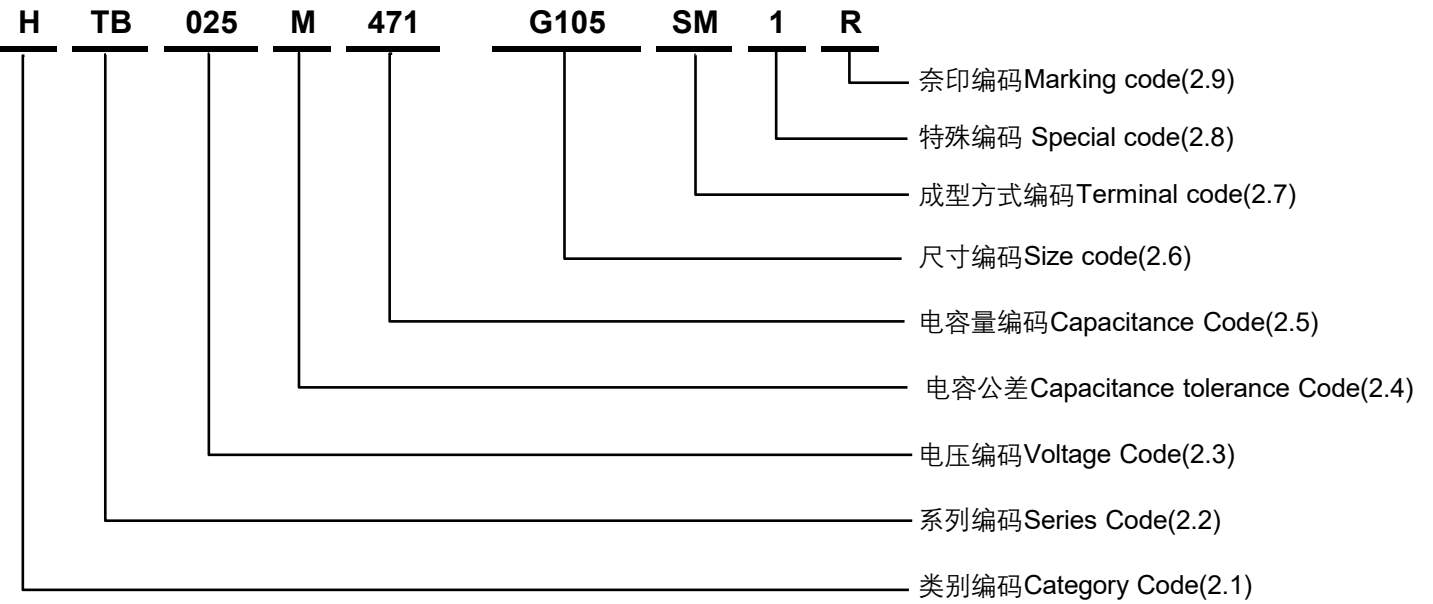 H TB 025 M 471 G105 SM 1 R
奈印编码Marking code(2.9)
特殊编码 Special code(2.8)
成型方式编码Terminal code(2.7)
尺寸编码Size code(2.6)
电容量编码Capacitance Code(2.5)
电容公差Capacitance tolerance Code(2.4)
电压编码Voltage Code(2.3)
系列编码Series Code(2.2)
类别编码Category Code(2.1)